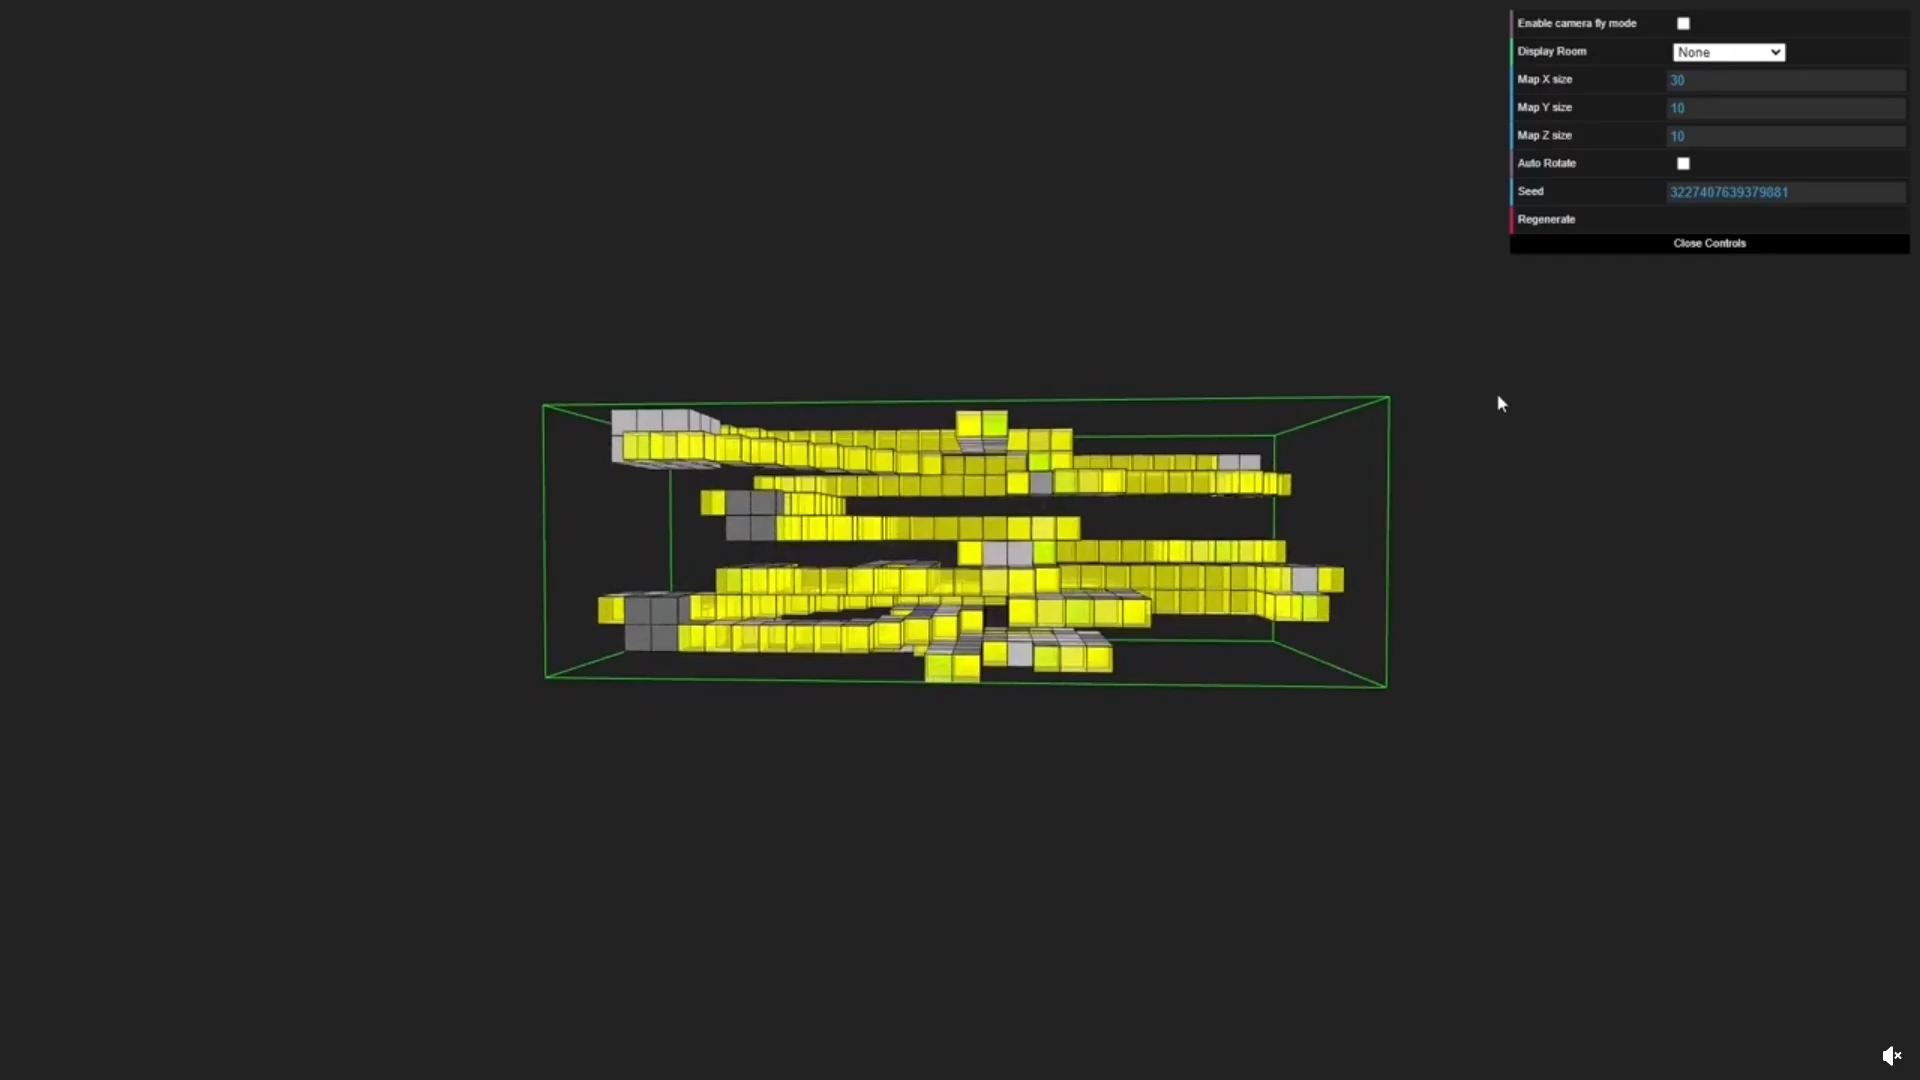 Enable camera fly mode
Display Room None
Map X size 30
Map Y size 10
Map Z size 10
Auto Rotate
Seed 3227407639379881
Regenerate
Close Controls